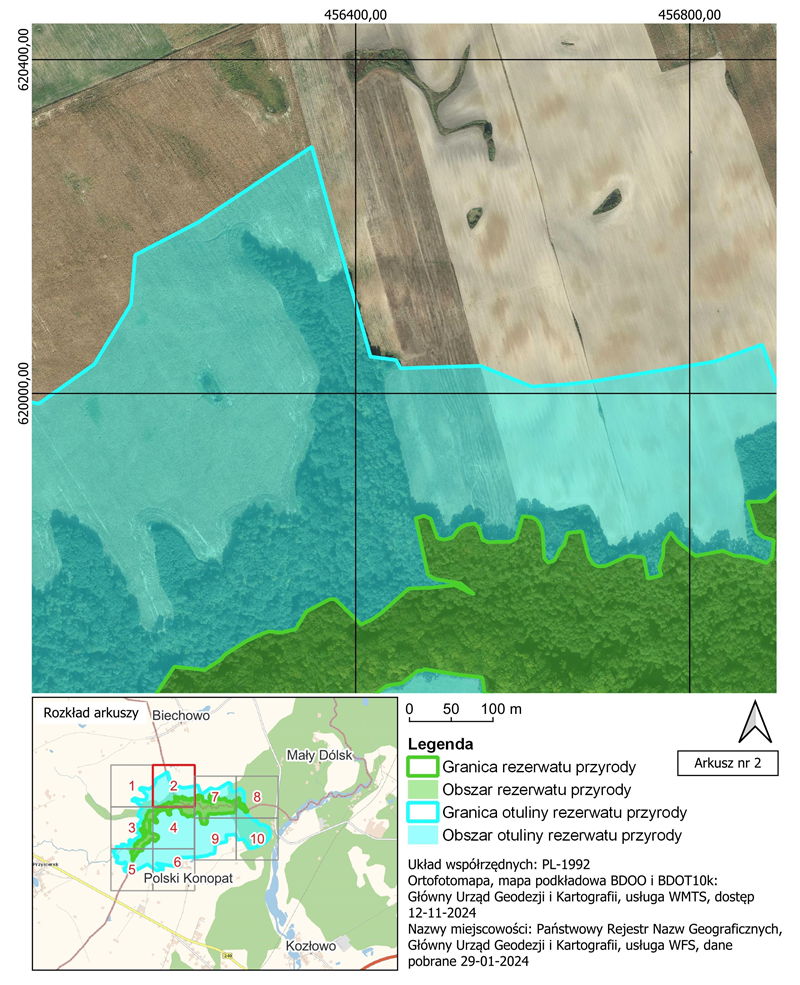 456400,00 456800,00
620400,00
620000,00
Rozkład arkuszy
Biechowo
Mały Dólsk
1 2 7 8
3 4 9 10
5 6
Polski Konopat
Kozłowo
0 50 100 m
Legenda
Granica rezerwatu przyrody
Obszar rezerwatu przyrody
Granica otuliny rezerwatu przyrody
Obszar otuliny rezerwatu przyrody
Arkusz nr 2
Układ współrzędnych: PL-1992
Ortofotomapa, mapa podkładowa BDOO i BDOT10k:
Główny Urząd Geodezji i Kartografii, usługa WMTS, dostęp
12-11-2024
Nazwy miejscowości: Państwowy Rejestr Nazw Geograficznych,
Główny Urząd Geodezji i Kartografii, usługa WFS, dane
pobrane 29-01-2024